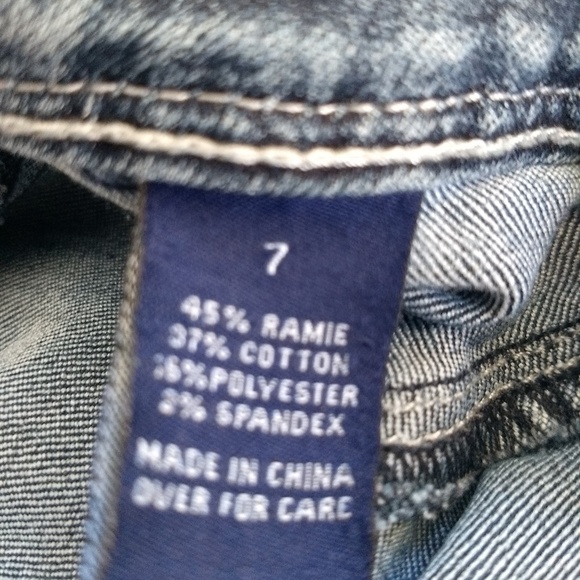 7
45% RAMIE
37% COTTON
16% POLYESTER
2% SPANDEX
MADE IN CHINA
OVER FOR CARE